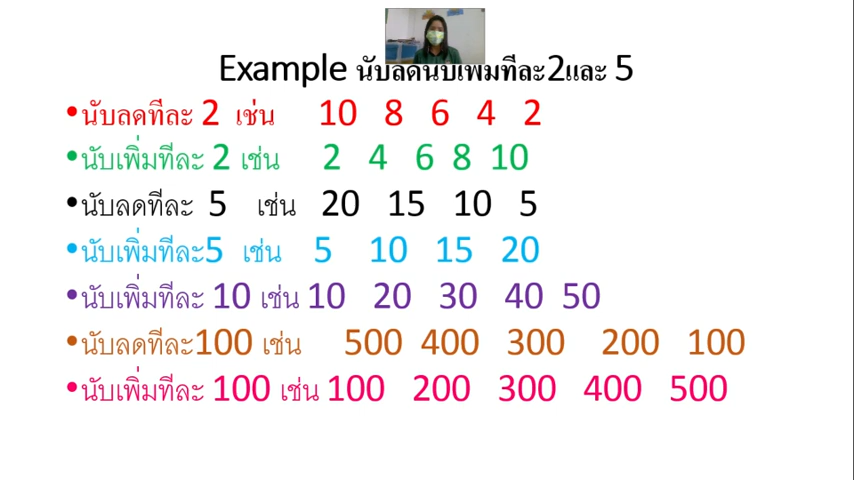 Example นับลดนับเพิ่มทีละ2และ 5
•นับลดทีละ 2 เช่น 10 8 6 4 2
•นับเพิ่มทีละ 2 เช่น 2 4 6 8 10
•นับลดทีละ 5 เช่น 20 15 10 5
•นับเพิ่มทีละ5 เช่น 5 10 15 20
•นับเพิ่มทีละ 10 เช่น 10 20 30 40 50
•นับลดทีละ100 เช่น 500 400 300 200 100
•นับเพิ่มทีละ 100 เช่น 100 200 300 400 500